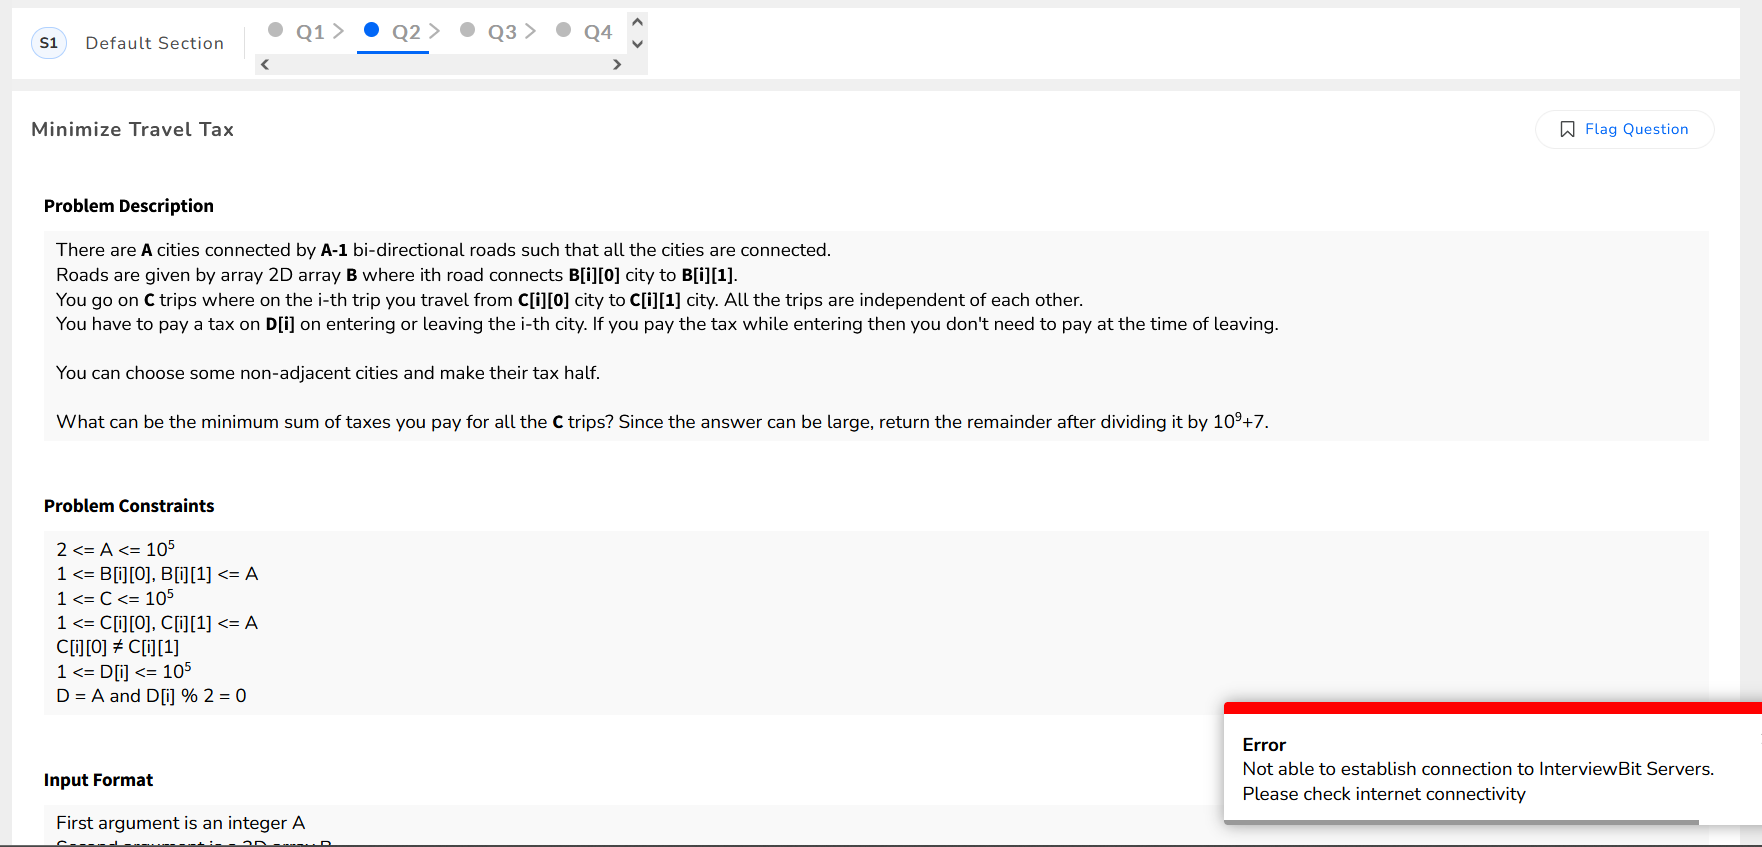 S1 Default Section Q1 Q2 Q3 Q4
Minimize Travel Tax
Flag Question
Problem Description
There are A cities connected by A-1 bi-directional roads such that all the cities are connected.
Roads are given by array 2D array B where ith road connects B[i][0] city to B[i][1].
You go on C trips where on the i-th trip you travel from C[i][0] city to C[i][1] city. All the trips are independent of each other.
You have to pay a tax on D[i] on entering or leaving the i-th city. If you pay the tax while entering then you don't need to pay at the time of leaving.
You can choose some non-adjacent cities and make their tax half.
What can be the minimum sum of taxes you pay for all the C trips? Since the answer can be large, return the remainder after dividing it by 10⁹+7.
Problem Constraints
2 <= A <= 10⁵
1 <= B[i][0], B[i][1] <= A
1 <= C <= 10⁵
1 <= C[i][0], C[i][1] <= A
C[i][0] ≠ C[i][1]
1 <= D[i] <= 10⁵
D = A and D[i] % 2 = 0
Input Format
First argument is an integer A
Second argument is a 2D array B
Error
Not able to establish connection to InterviewBit Servers.
Please check internet connectivity